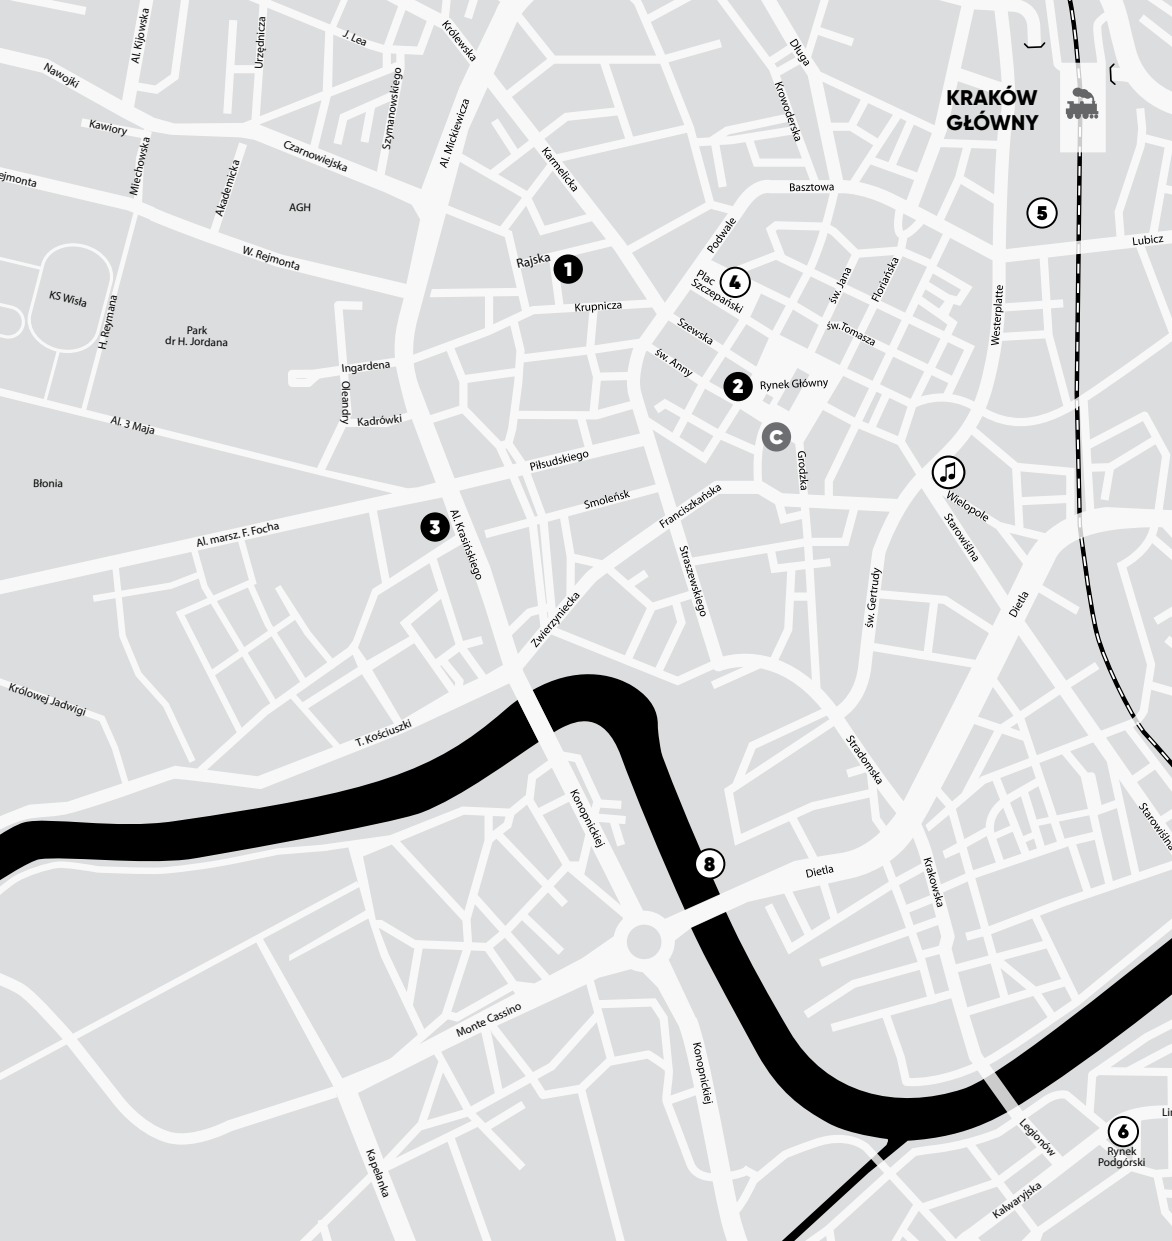 Al. Kijowska
Urzędnicza
J. Lea
Królewska
Długa
Nawojki
Szymanowskiego
Al. Mickiewicza
Krowoderska
KRAKÓW
GŁÓWNY
Kawiory
Miechowska
Czarnowiejska
Karmelicka
ejmonta
Akademicka
Basztowa
AGH
5
Podwale
Lubicz
W. Rejmonta
Rajska
1
Plac
Szczepański
4
św. Jana
Floriańska
KS Wisła
H. Reymana
Krupnicza
Westerplatte
Park
dr H. Jordana
Szewska
św.Tomasza
św. Anny
Ingardena
Oleandry
2
Rynek Główny
Kadrówki
Al. 3 Maja
C
Piłsudskiego
Grodzka
Błonia
Smoleńsk
Franciszkańska
Wielopole
Al. marsz. F. Focha
3
Al. Krasińskiego
Starowiślna
Straszewskiego
św. Gertrudy
Dietla
Zwierzyniecka
Królowej Jadwigi
T. Kościuszki
Stradomska
Konopnickiej
Starowiślna
8
Dietla
Krakowska
Monte Cassino
Konopnickiej
Legionów
6
Rynek
Podgórski
Lir
Kapelanka
Kalwaryjska